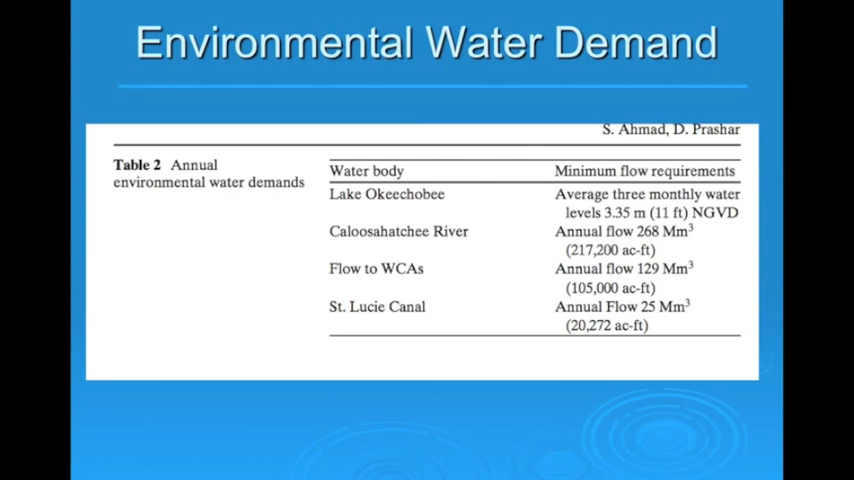 Environmental Water Demand
S. Ahmad, D. Prashar
Table 2 Annual
environmental water demands
Water body Minimum flow requirements
Lake Okeechobee Average three monthly water
levels 3.35 m (11 ft) NGVD
Caloosahatchee River Annual flow 268 Mm³
(217,200 ac-ft)
Flow to WCAs Annual flow 129 Mm³
(105,000 ac-ft)
St. Lucie Canal Annual Flow 25 Mm³
(20,272 ac-ft)